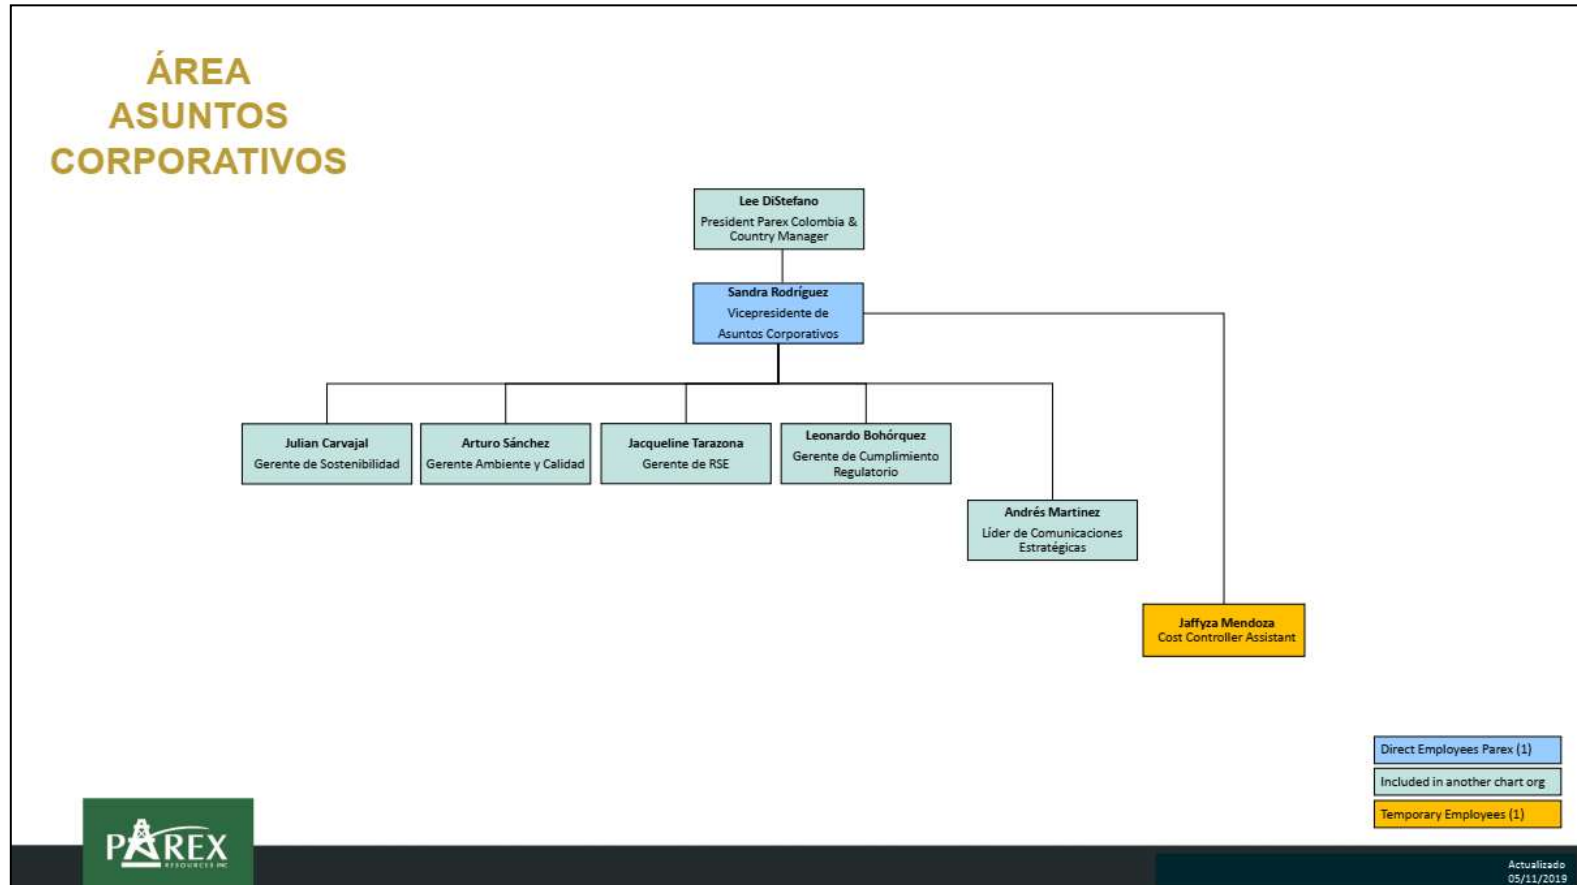 ÁREA
ASUNTOS
CORPORATIVOS
Lee DiStefano
President Parex Colombia &
Country Manager
Sandra Rodríguez
Vicepresidente de
Asuntos Corporativos
Julian Carvajal
Gerente de Sostenibilidad
Arturo Sánchez
Gerente Ambiente y Calidad
Jacqueline Tarazona
Gerente de RSE
Leonardo Bohórquez
Gerente de Cumplimiento
Regulatorio
Andrés Martinez
Líder de Comunicaciones
Estratégicas
Jaffyza Mendoza
Cost Controller Assistant
Direct Employees Parex (1)
Included in another chart org
Temporary Employees (1)
PAREX
RESOURCES INC
Actualizado
05/11/2019